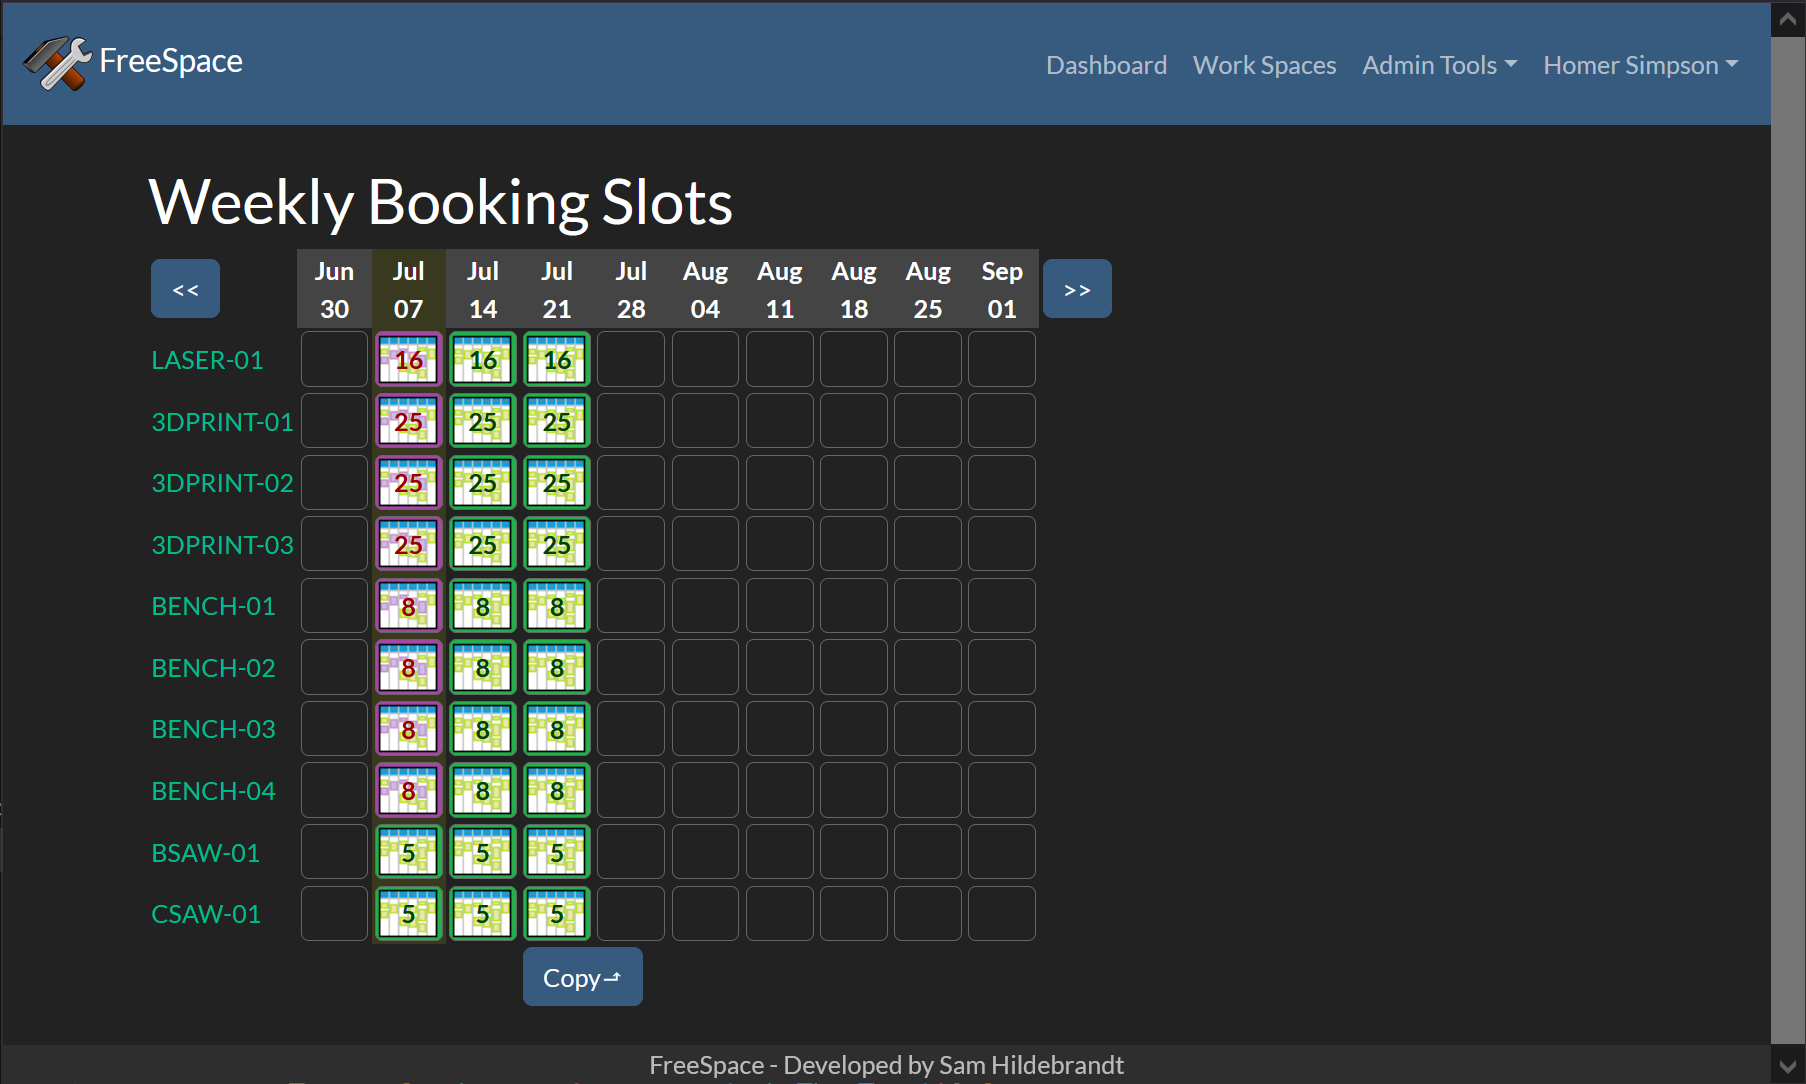 FreeSpace
Dashboard Work Spaces Admin Tools Homer Simpson
Weekly Booking Slots
<< Jun 30 Jul 07 Jul 14 Jul 21 Jul 28 Aug 04 Aug 11 Aug 18 Aug 25 Sep 01 >>
LASER-01 16 16 16
3DPRINT-01 25 25 25
3DPRINT-02 25 25 25
3DPRINT-03 25 25 25
BENCH-01 8 8 8
BENCH-02 8 8 8
BENCH-03 8 8 8
BENCH-04 8 8 8
BSAW-01 5 5 5
CSAW-01 5 5 5
Copy
FreeSpace - Developed by Sam Hildebrandt